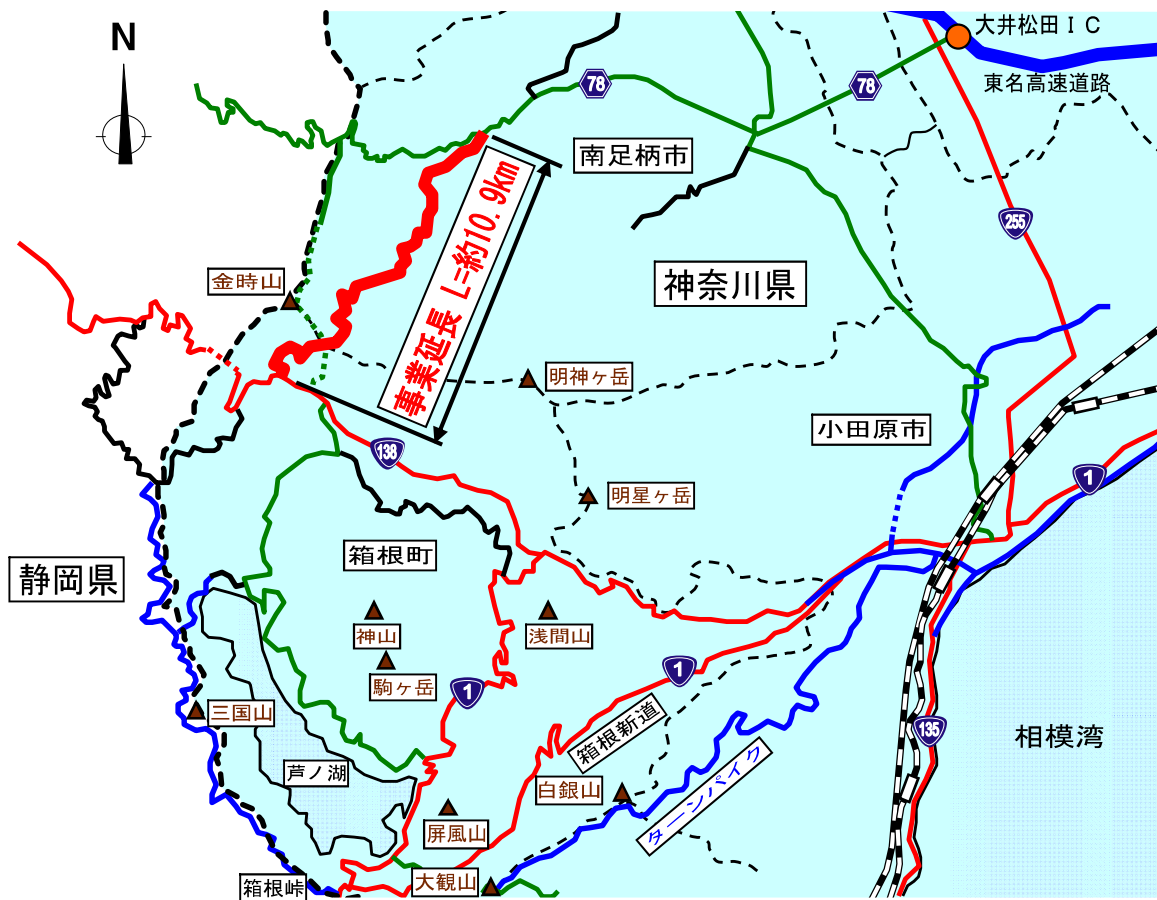 N
大井松田ＩＣ
東名高速道路
78
78
南足柄市
255
金時山
神奈川県
事業延長 L=約10.9km
明神ヶ岳
小田原市
138
1
明星ヶ岳
箱根町
静岡県
神山
浅間山
駒ヶ岳
1
1
三国山
箱根新道
135
相模湾
芦ノ湖
白銀山
ターンパイク
屏風山
大観山
箱根峠